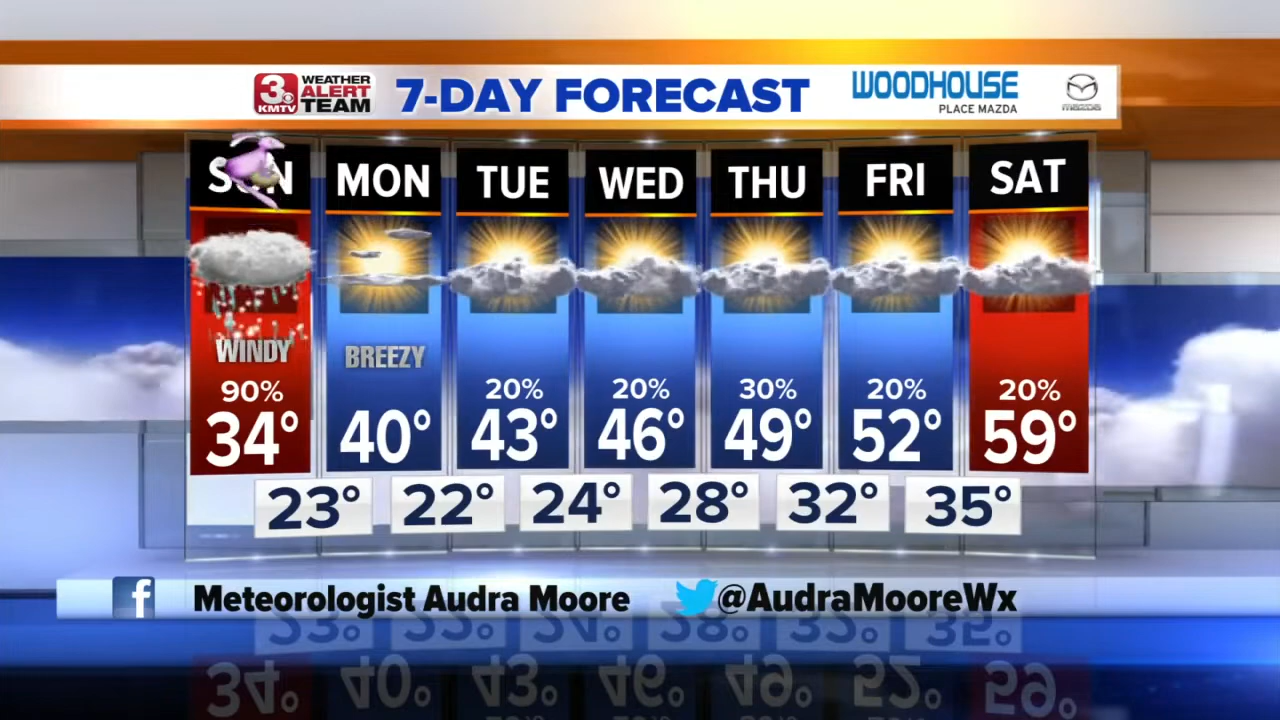 3 KMTV WEATHER ALERT TEAM 7-DAY FORECAST WOODHOUSE PLACE MAZDA
SUN MON TUE WED THU FRI SAT
WINDY BREEZY
90% 20% 20% 30% 20% 20%
34° 40° 43° 46° 49° 52° 59°
23° 22° 24° 28° 32° 35°
f Meteorologist Audra Moore @AudraMooreWx